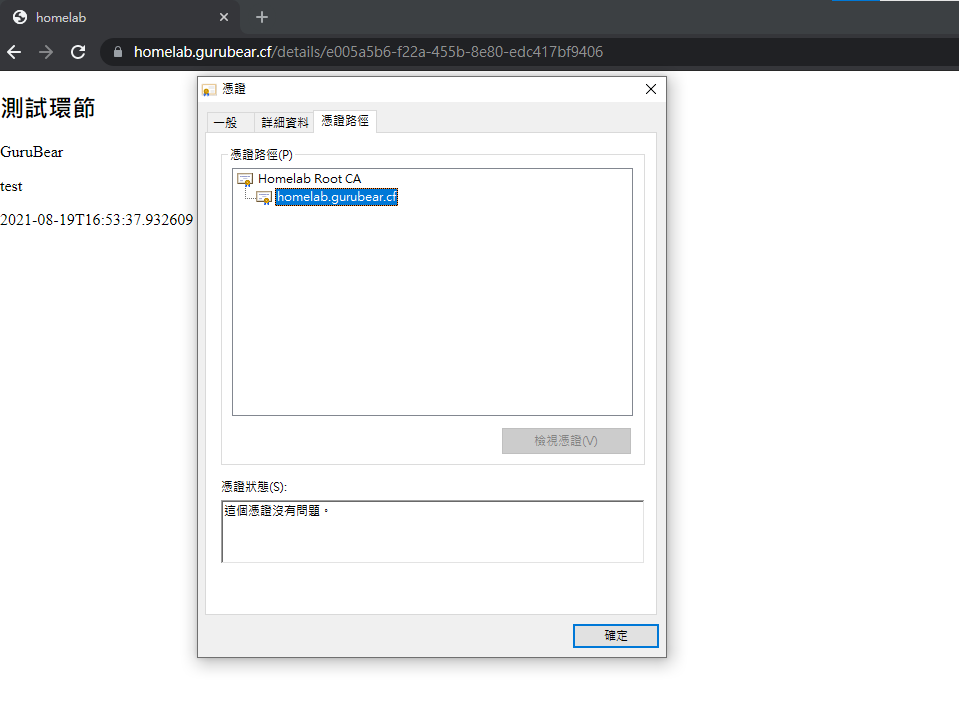 homelab
homelab.gurubear.cf/details/e005a5b6-f22a-455b-8e80-edc417bf9406
測試環節
GuruBear
test
2021-08-19T16:53:37.932609
憑證
一般 詳細資料 憑證路徑
憑證路徑(P)
Homelab Root CA
homelab.gurubear.cf
檢視憑證(V)
憑證狀態(S):
這個憑證沒有問題。
確定